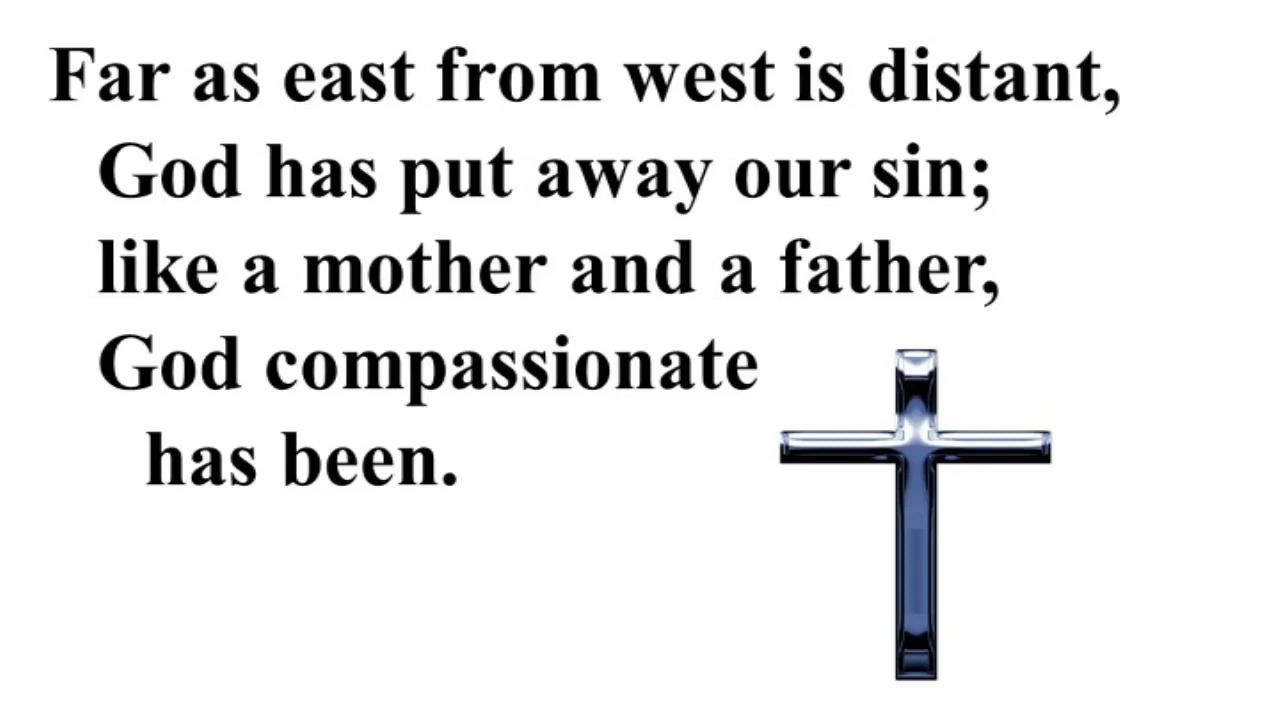 Far as east from west is distant,
God has put away our sin;
like a mother and a father,
God compassionate
has been.